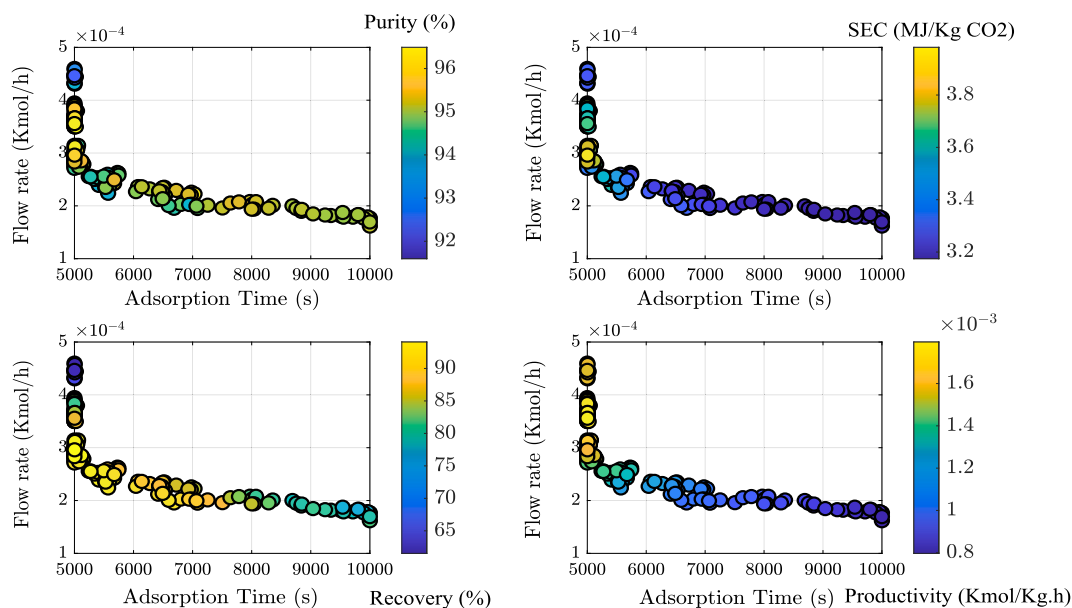 Purity (%)
×10⁻⁴
5
4
3
2
1
Flow rate (Kmol/h)
5000 6000 7000 8000 9000 10000
Adsorption Time (s)
96
95
94
93
92
SEC (MJ/Kg CO2)
×10⁻⁴
5
4
3
2
1
Flow rate (Kmol/h)
5000 6000 7000 8000 9000 10000
Adsorption Time (s)
3.8
3.6
3.4
3.2
×10⁻⁴
5
4
3
2
1
Flow rate (Kmol/h)
5000 6000 7000 8000 9000 10000
Adsorption Time (s)
90
85
80
75
70
65
Recovery (%)
×10⁻⁴
5
4
3
2
1
Flow rate (Kmol/h)
5000 6000 7000 8000 9000 10000
Adsorption Time (s)
×10⁻³
1.6
1.4
1.2
1
0.8
Productivity (Kmol/Kg.h)